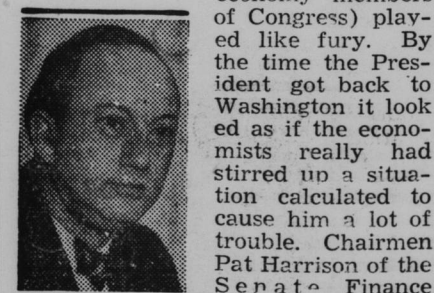 of Congress) play-
ed like fury. By
the time the Pres-
ident got back to
Washington it look
ed as if the econo-
mists really had
stirred up a situa-
tion calculated to
cause him a lot of
trouble. Chairmen
Pat Harrison of the
Senate Finance